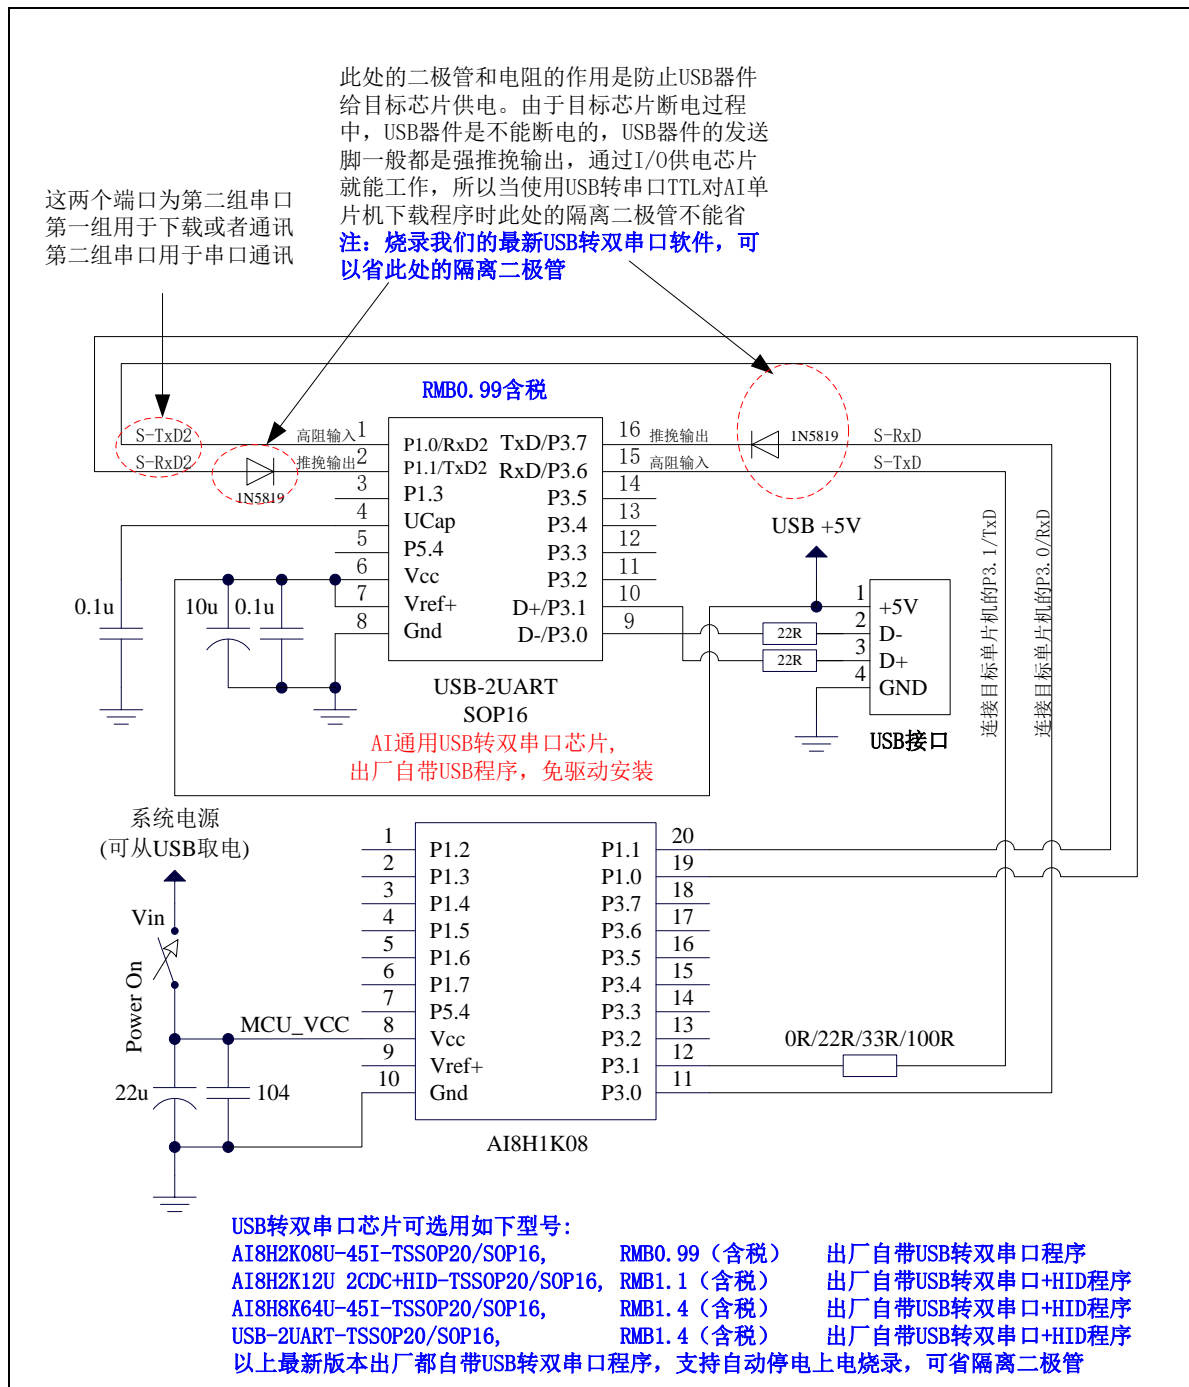 此处的二极管和电阻的作用是防止USB器件
给目标芯片供电。由于目标芯片断电过程
中，USB器件是不能断电的，USB器件的发送
脚一般都是强推挽输出，通过I/O供电芯片
就能工作，所以当使用USB转串口TTL对AI单
片机下载程序时此处的隔离二极管不能省
注：烧录我们的最新USB转双串口软件，可
以省此处的隔离二极管
这两个端口为第二组串口
第一组用于下载或者通讯
第二组串口用于串口通讯
RMB0.99含税
S-TxD2 高阻输入 1 P1.0/RxD2 TxD/P3.7 16 推挽输出 1N5819 S-RxD
S-RxD2 1N5819 推挽输出 2 P1.1/TxD2 RxD/P3.6 15 高阻输入 S-TxD
3 P1.3 P3.5 14
4 UCap P3.4 13
5 P5.4 P3.3 12
6 Vcc P3.2 11
7 Vref+ D+/P3.1 10
8 Gnd D-/P3.0 9
0.1u 10u 0.1u
USB-2UART
SOP16
AI通用USB转双串口芯片,
出厂自带USB程序，免驱动安装
USB +5V
1 +5V
22R 2 D-
22R 3 D+
4 GND
USB接口
连接目标单片机的P3.1/TxD
连接目标单片机的P3.0/RxD
系统电源
(可从USB取电)
Vin
Power On
MCU_VCC
22u 104
1 P1.2 P1.1 20
2 P1.3 P1.0 19
3 P1.4 P3.7 18
4 P1.5 P3.6 17
5 P1.6 P3.5 16
6 P1.7 P3.4 15
7 P5.4 P3.3 14
8 Vcc P3.2 13
9 Vref+ P3.1 12
10 Gnd P3.0 11
0R/22R/33R/100R
AI8H1K08
USB转双串口芯片可选用如下型号:
AI8H2K08U-45I-TSSOP20/SOP16, RMB0.99（含税） 出厂自带USB转双串口程序
AI8H2K12U 2CDC+HID-TSSOP20/SOP16, RMB1.1（含税） 出厂自带USB转双串口+HID程序
AI8H8K64U-45I-TSSOP20/SOP16, RMB1.4（含税） 出厂自带USB转双串口+HID程序
USB-2UART-TSSOP20/SOP16, RMB1.4（含税） 出厂自带USB转双串口+HID程序
以上最新版本出厂都自带USB转双串口程序，支持自动停电上电烧录，可省隔离二极管